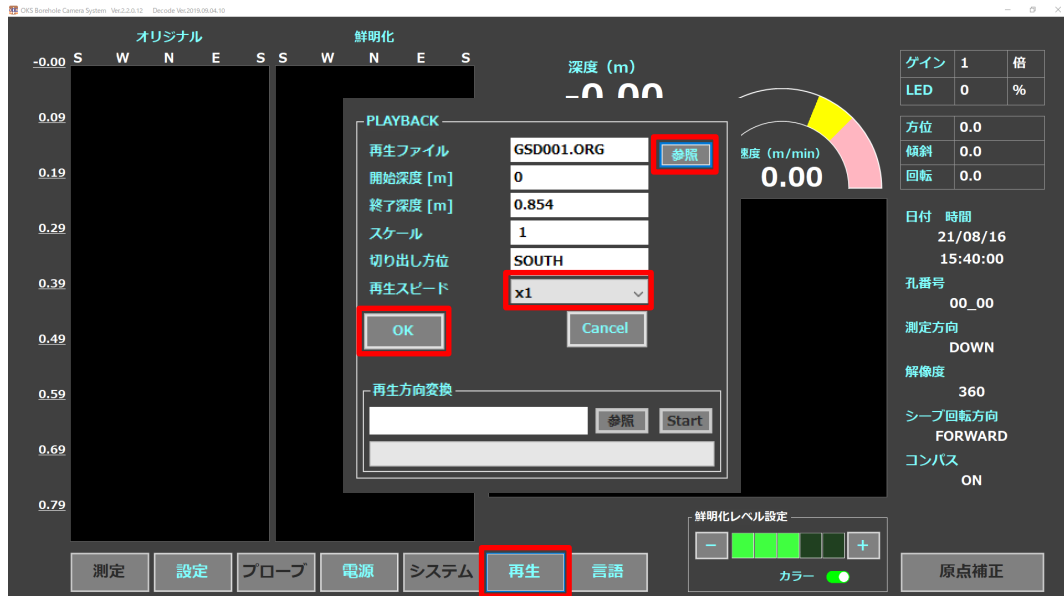 OKS Borehole Camera System Ver.2.2.0.12 Decode Ver,2019.09.04.10
オリジナル 鮮明化
S W N E S S W N E S
-0.00
0.09
0.19
0.29
0.39
0.49
0.59
0.69
0.79
深度（m）
-0.00
速度（m/min）
0.00
PLAYBACK
再生ファイル GSD001.ORG 参照
開始深度 [m] 0
終了深度 [m] 0.854
スケール 1
切り出し方位 SOUTH
再生スピード x1
OK Cancel
再生方向変換
参照 Start
ゲイン 1 倍
LED 0 %
方位 0.0
傾斜 0.0
回転 0.0
日付 時間
21/08/16
15:40:00
孔番号
00_00
測定方向
DOWN
解像度
360
シーブ回転方向
FORWARD
コンパス
ON
鮮明化レベル設定
− +
カラー
測定 設定 プローブ 電源 システム 再生 言語 原点補正